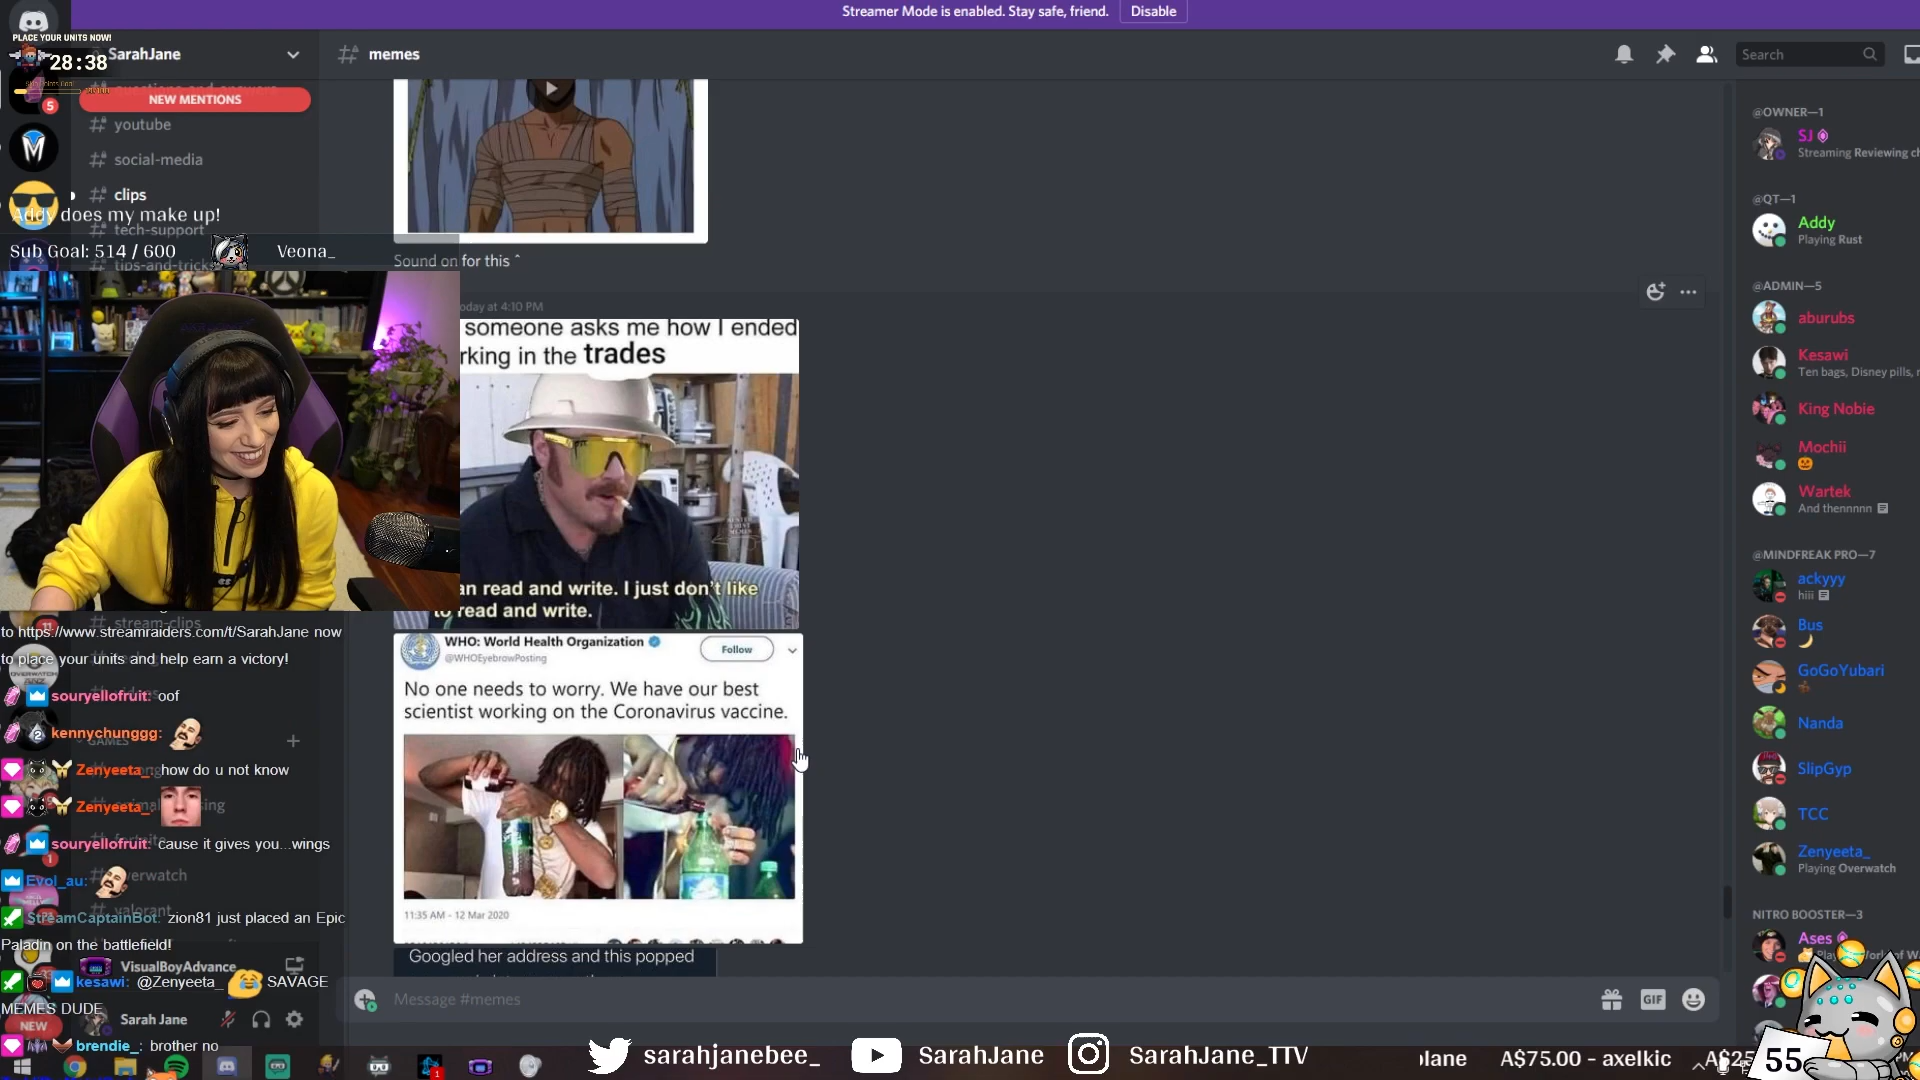 Streamer Mode is enabled. Stay safe, friend. Disable
PLACE YOUR UNITS NOW!
28:38
SarahJane
memes
Search
5
NEW MENTIONS
youtube
social-media
clips
Addy does my make up!
tech-support
Sub Goal: 514 / 600 Veona_
Sound on for this ^
oday at 4:10 PM
someone asks me how I ended
rking in the trades
an read and write. I just don't like
to read and write.
WHO: World Health Organization
@WHOEyebrowPosting
Follow
No one needs to worry. We have our best
scientist working on the Coronavirus vaccine.
11:35 AM - 12 Mar 2020
Googled her address and this popped
Message #memes
GIF
stream-clips
to https://www.streamraiders.com/t/SarahJane now
to place your units and help earn a victory!
souryellofruit: oof
kennychunggg:
GAMES
Zenyeeta_: how do u not know
Zenyeeta_:
souryellofruit: cause it gives you...wings
Evol_au:
StreamCaptainBot: zion81 just placed an Epic
Paladin on the battlefield!
VisualBoyAdvance
kesawi: @Zenyeeta_ SAVAGE
MEMES DUDE
NEW
Sarah Jane
brendie_: brother no
@OWNER—1
SJ
Streaming Reviewing ch
@QT—1
Addy
Playing Rust
@ADMIN—5
aburubs
Kesawi
Ten bags, Disney pills, r
King Nobie
Mochii
Wartek
And thennnnn
@MINDFREAK PRO—7
ackyyy
hiii
Bus
GoGoYubari
Nanda
SlipGyp
TCC
Zenyeeta_
Playing Overwatch
NITRO BOOSTER—3
Ases
sarahjanebee_ SarahJane SarahJane_TTV
A$75.00 - axelkic
55